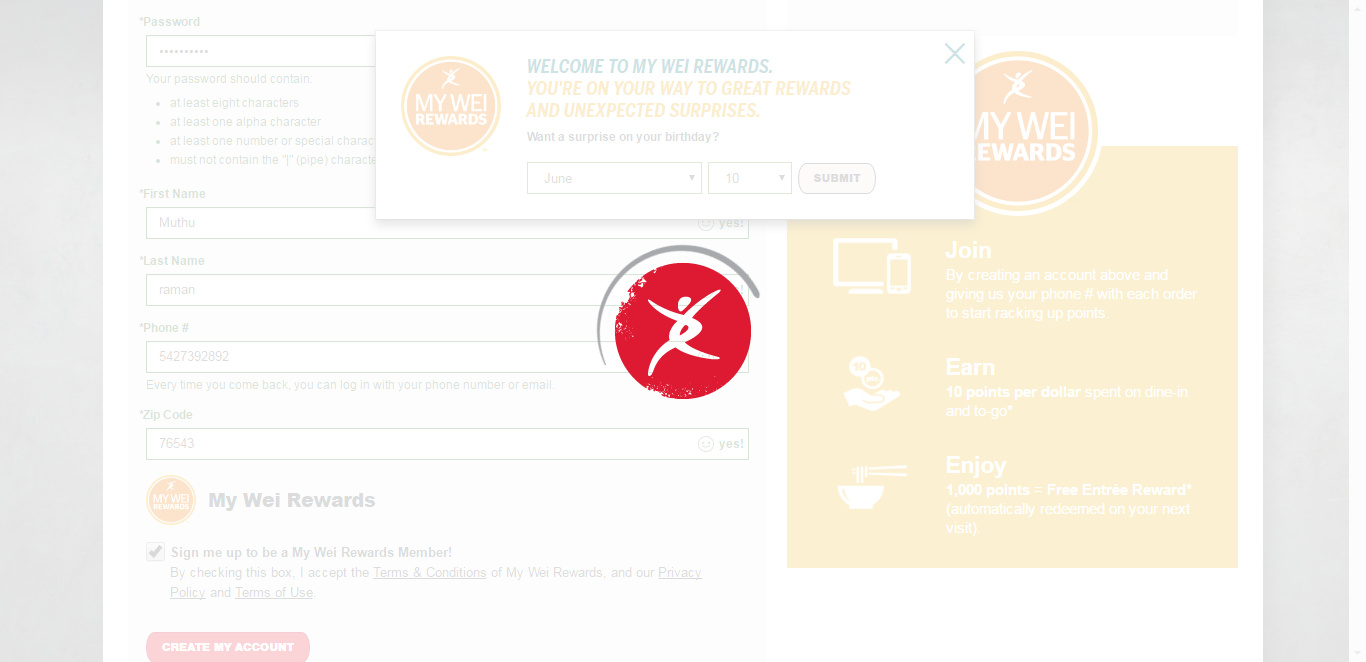 *Password
••••••••••
Your password should contain:
at least eight characters
at least one alpha character
at least one number or special charac
must not contain the "|" (pipe) characte
*First Name
Muthu
yes!
*Last Name
raman
*Phone #
5427392892
Every time you come back, you can log in with your phone number or email.
*Zip Code
76543
yes!
MY WEI
REWARDS
My Wei Rewards
Sign me up to be a My Wei Rewards Member!
By checking this box, I accept the Terms & Conditions of My Wei Rewards, and our Privacy
Policy and Terms of Use.
CREATE MY ACCOUNT
MY WEI
REWARDS
WELCOME TO MY WEI REWARDS.
YOU'RE ON YOUR WAY TO GREAT REWARDS
AND UNEXPECTED SURPRISES.
Want a surprise on your birthday?
June
10
SUBMIT
MY WEI
REWARDS
Join
By creating an account above and
giving us your phone # with each order
to start racking up points.
10
pts
Earn
10 points per dollar spent on dine-in
and to-go*
Enjoy
1,000 points = Free Entrée Reward*
(automatically redeemed on your next
visit).